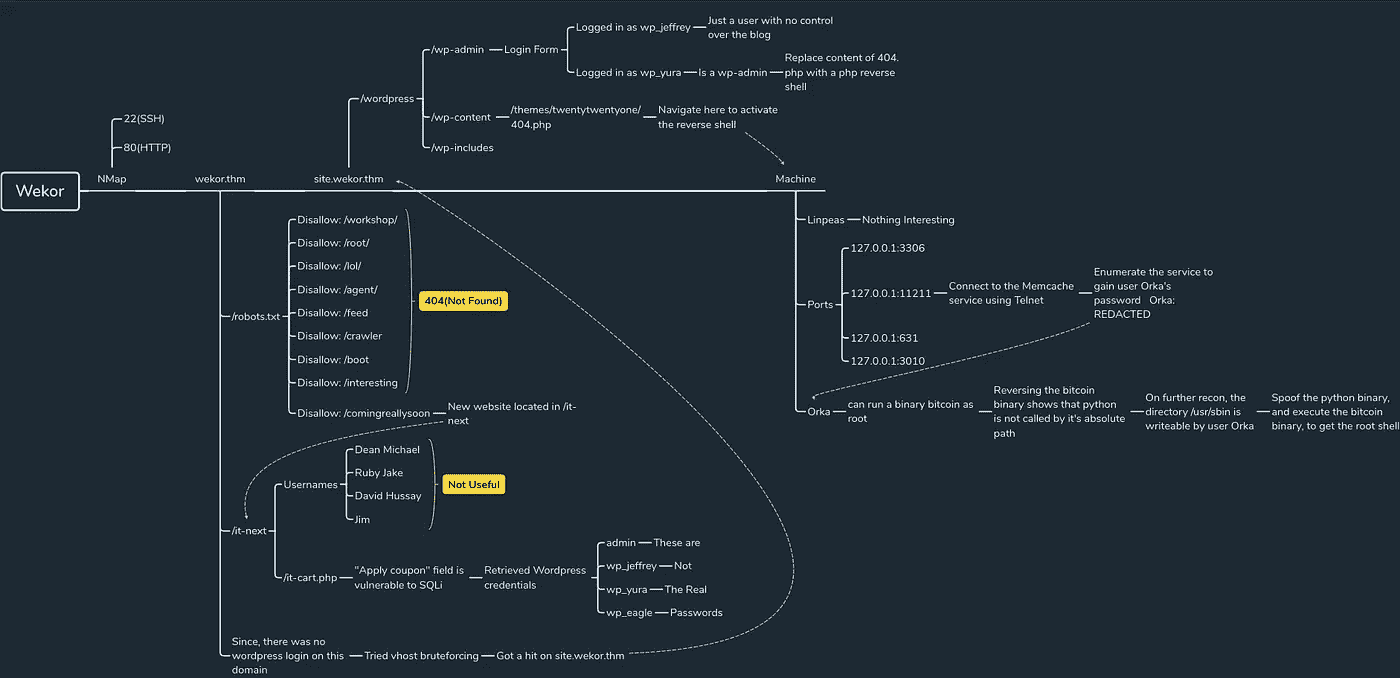 Wekor
NMap
22(SSH)
80(HTTP)
wekor.thm
/robots.txt
Disallow: /workshop/
Disallow: /root/
Disallow: /lol/
Disallow: /agent/
Disallow: /feed
Disallow: /crawler
Disallow: /boot
Disallow: /interesting
404(Not Found)
Disallow: /comingreallysoon
New website located in /it-
next
/it-next
Usernames
Dean Michael
Ruby Jake
David Hussay
Jim
Not Useful
/it-cart.php
"Apply coupon" field is
vulnerable to SQLi
Retrieved Wordpress
credentials
admin
These are
wp_jeffrey
Not
wp_yura
The Real
wp_eagle
Passwords
Since, there was no
wordpress login on this
domain
Tried vhost bruteforcing
Got a hit on site.wekor.thm
site.wekor.thm
/wordpress
/wp-admin
Login Form
Logged in as wp_jeffrey
Just a user with no control
over the blog
Logged in as wp_yura
Is a wp-admin
Replace content of 404.
php with a php reverse
shell
/wp-content
/themes/twentytwentyone/
404.php
Navigate here to activate
the reverse shell
/wp-includes
Machine
Linpeas
Nothing Interesting
Ports
127.0.0.1:3306
127.0.0.1:11211
Connect to the Memcache
service using Telnet
Enumerate the service to
gain user Orka's
password   Orka:
REDACTED
127.0.0.1:631
127.0.0.1:3010
Orka
can run a binary bitcoin as
root
Reversing the bitcoin
binary shows that python
is not called by it's absolute
path
On further recon, the
directory /usr/sbin is
writeable by user Orka
Spoof the python binary,
and execute the bitcoin
binary, to get the root shell